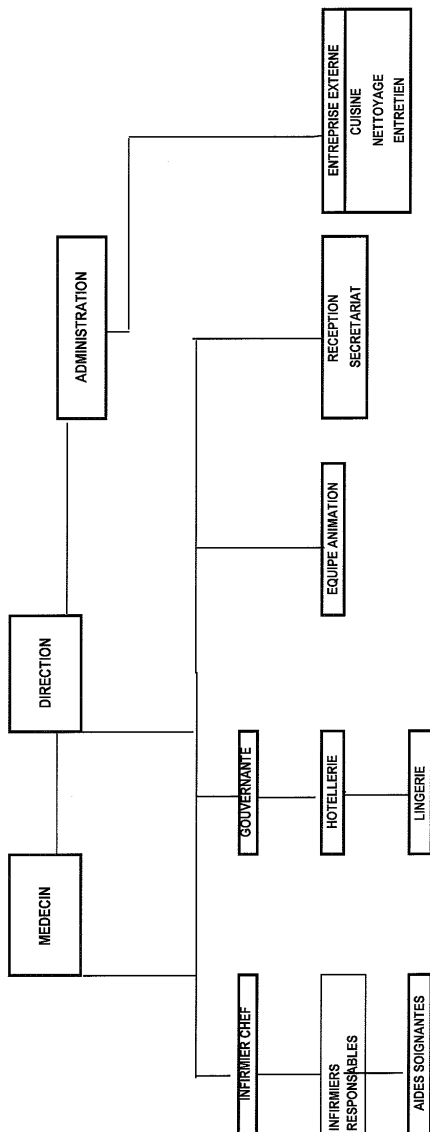 MEDECIN
DIRECTION
ADMINISTRATION
INFIRMIER CHEF
GOUVERNANTE
INFIRMIERS
RESPONSABLES
HOTELLERIE
EQUIPE ANIMATION
RECEPTION
SECRETARIAT
ENTREPRISE EXTERNE
CUISINE
NETTOYAGE
ENTRETIEN
AIDES SOIGNANTES
LINGERIE